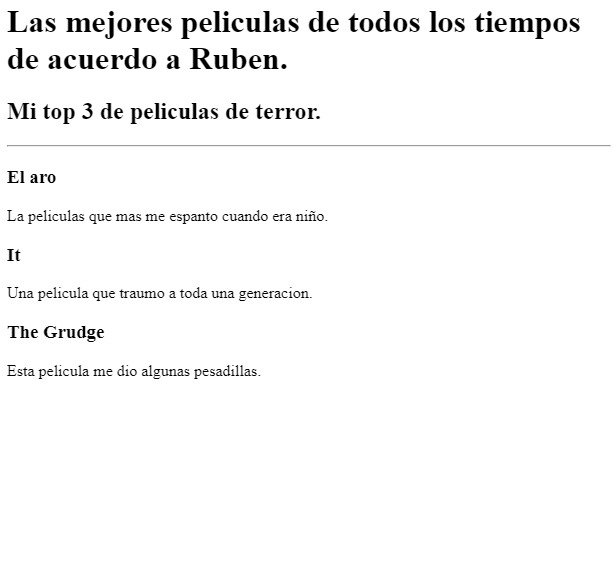 Las mejores peliculas de todos los tiempos
de acuerdo a Ruben.
Mi top 3 de peliculas de terror.
El aro
La peliculas que mas me espanto cuando era niño.
It
Una pelicula que traumo a toda una generacion.
The Grudge
Esta pelicula me dio algunas pesadillas.